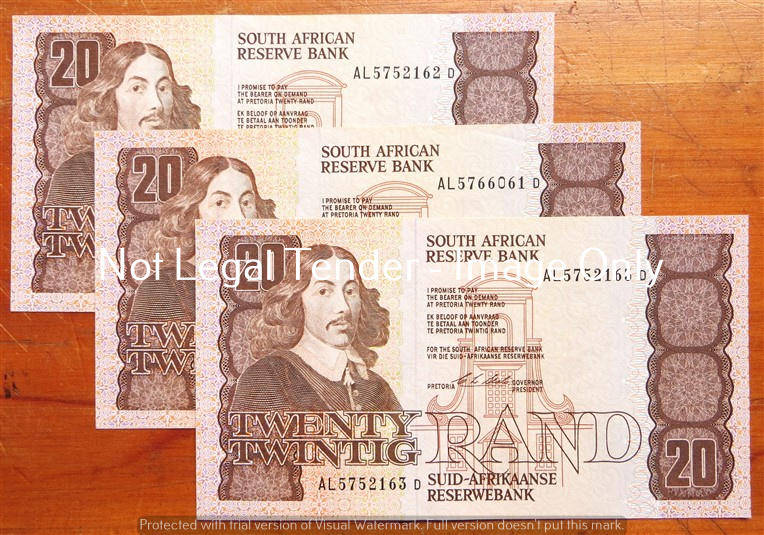 20
SOUTH AFRICAN
RESERVE BANK
AL5752162 D
I PROMISE TO PAY
THE BEARER ON DEMAND
AT PRETORIA TWENTY RAND
EK BELOOF OP AANVRAAG
TE BETAAL AAN TOONDER
TE PRETORIA TWINTIG RAND
TW
TW
20
SOUTH AFRICAN
RESERVE BANK
AL5766061 D
I PROMISE TO PAY
THE BEARER ON DEMAND
AT PRETORIA TWENTY RAND
TWE
TW
20
SOUTH AFRICAN
RESERVE BANK
AL5752163 D
Not Legal Tender - Image Only
I PROMISE TO PAY
THE BEARER ON DEMAND
AT PRETORIA TWENTY RAND
EK BELOOF OP AANVRAAG
TE BETAAL AAN TOONDER
TE PRETORIA TWINTIG RAND
FOR THE SOUTH AFRICAN RESERVE BANK
VIR DIE SUID-AFRIKAANSE RESERWEBANK
PRETORIA GOVERNOR
PRESIDENT
TWENTY
TWINTIG
RAND
20
AL5752163 D
SUID-AFRIKAANSE
RESERWEBANK
Protected with trial version of Visual Watermark. Full version doesn't put this mark.